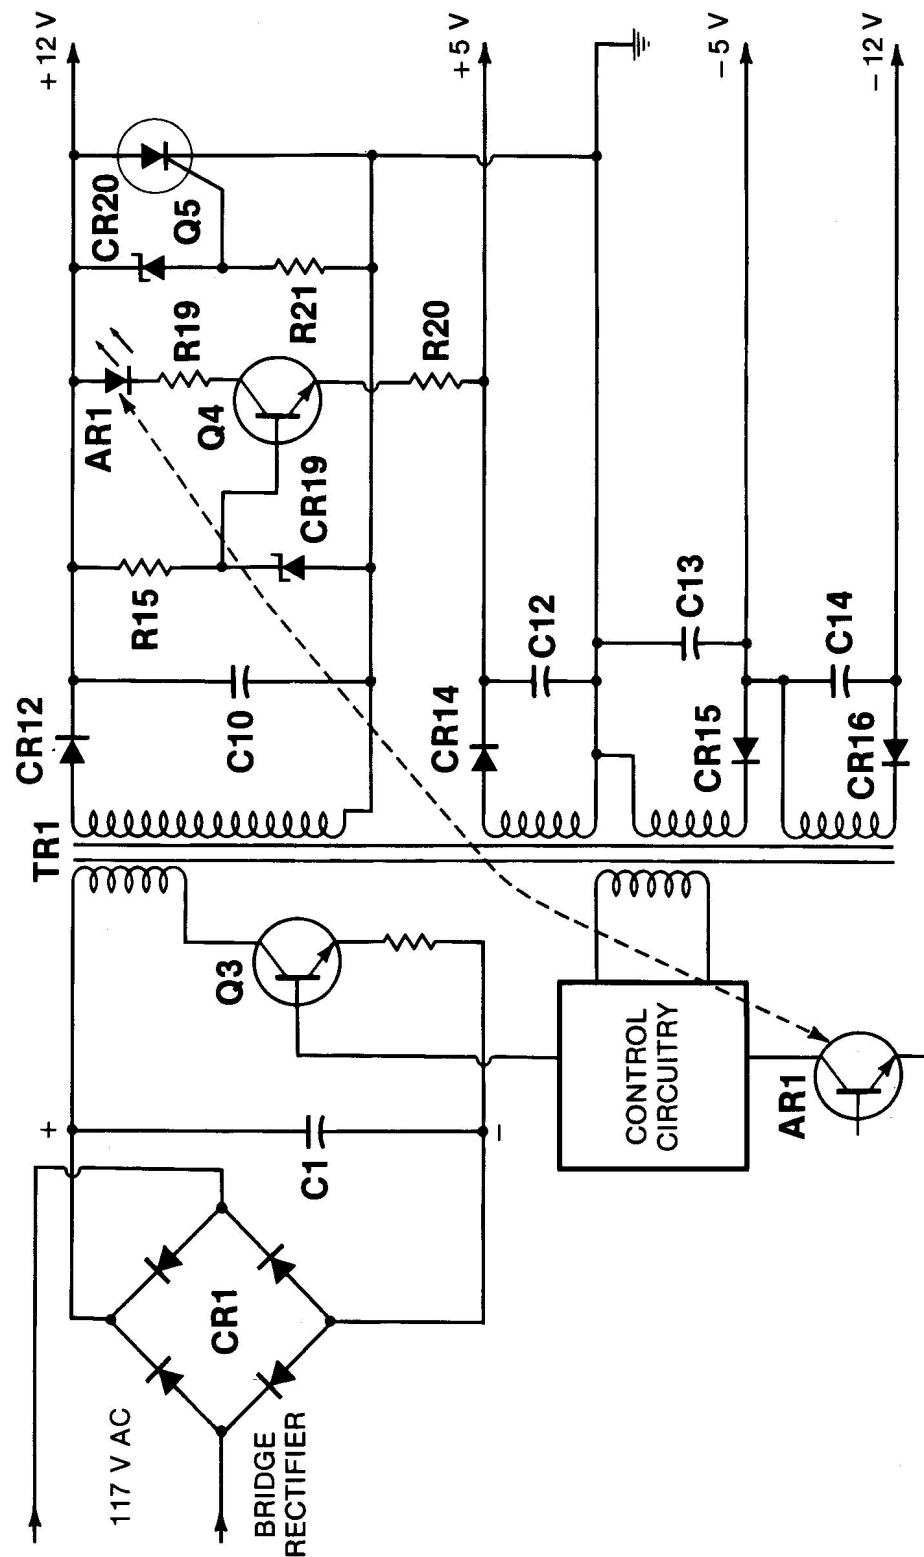 117 V AC
BRIDGE
RECTIFIER
CR1
+
C1
−
Q3
TR1
CONTROL
CIRCUITRY
AR1
CR12
C10
R15
CR19
AR1
R19
Q4
R20
CR20
Q5
R21
+12 V
CR14
C12
+5 V
CR15
C13
−5 V
CR16
C14
−12 V